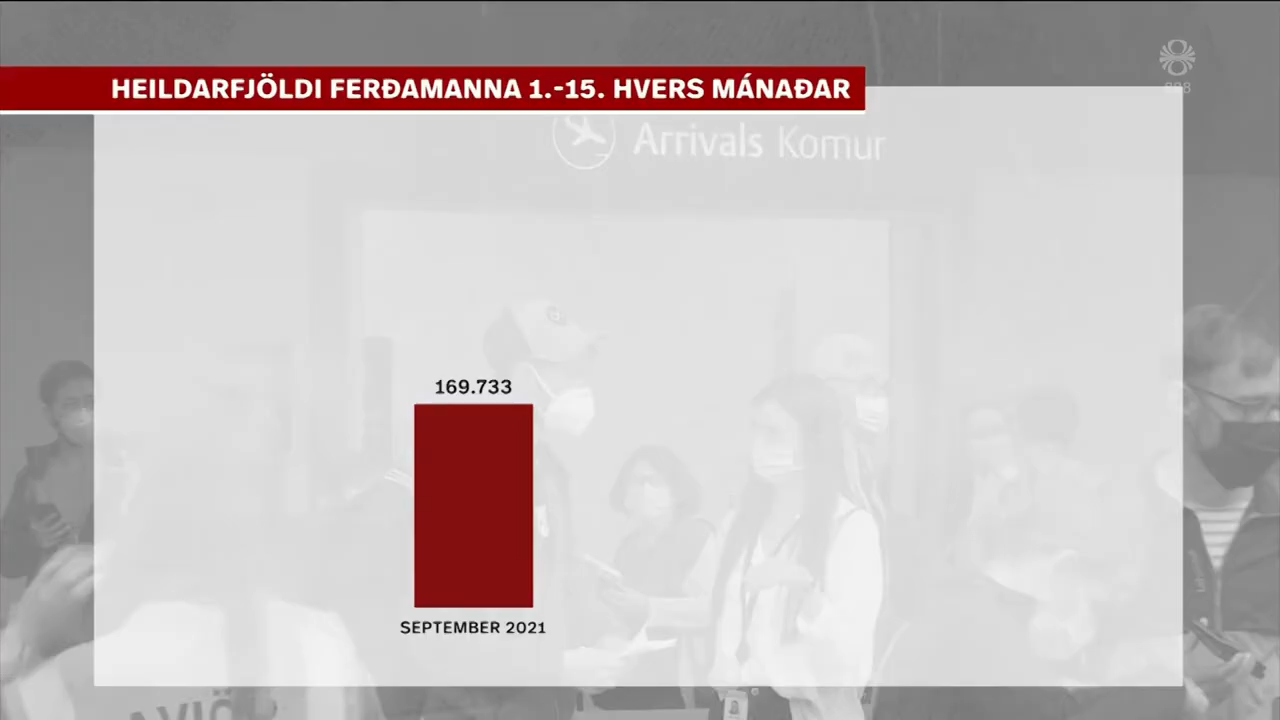 HEILDARFJÖLDI FERÐAMANNA 1.-15. HVERS MÁNAÐAR
Arrivals Komur
169.733
SEPTEMBER 2021